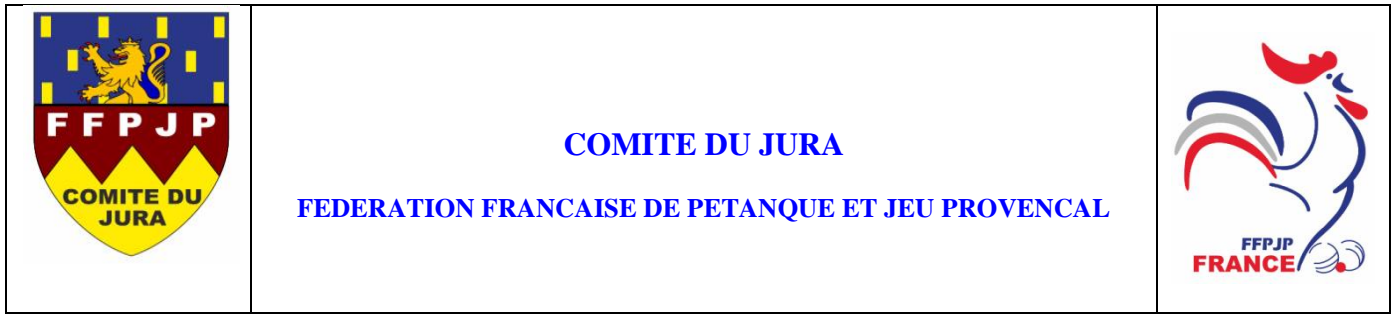 FFPJP
COMITE DU
JURA
COMITE DU JURA
FEDERATION FRANCAISE DE PETANQUE ET JEU PROVENCAL
FFPJP
FRANCE